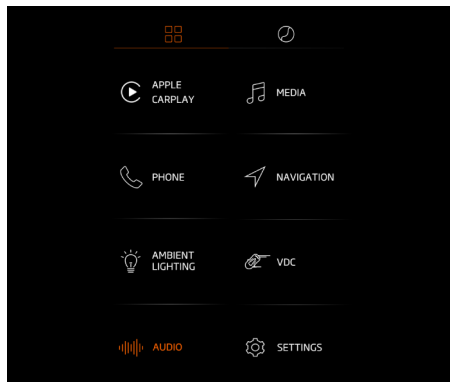 APPLE
CARPLAY
MEDIA
PHONE
NAVIGATION
AMBIENT
LIGHTING
VDC
AUDIO
SETTINGS